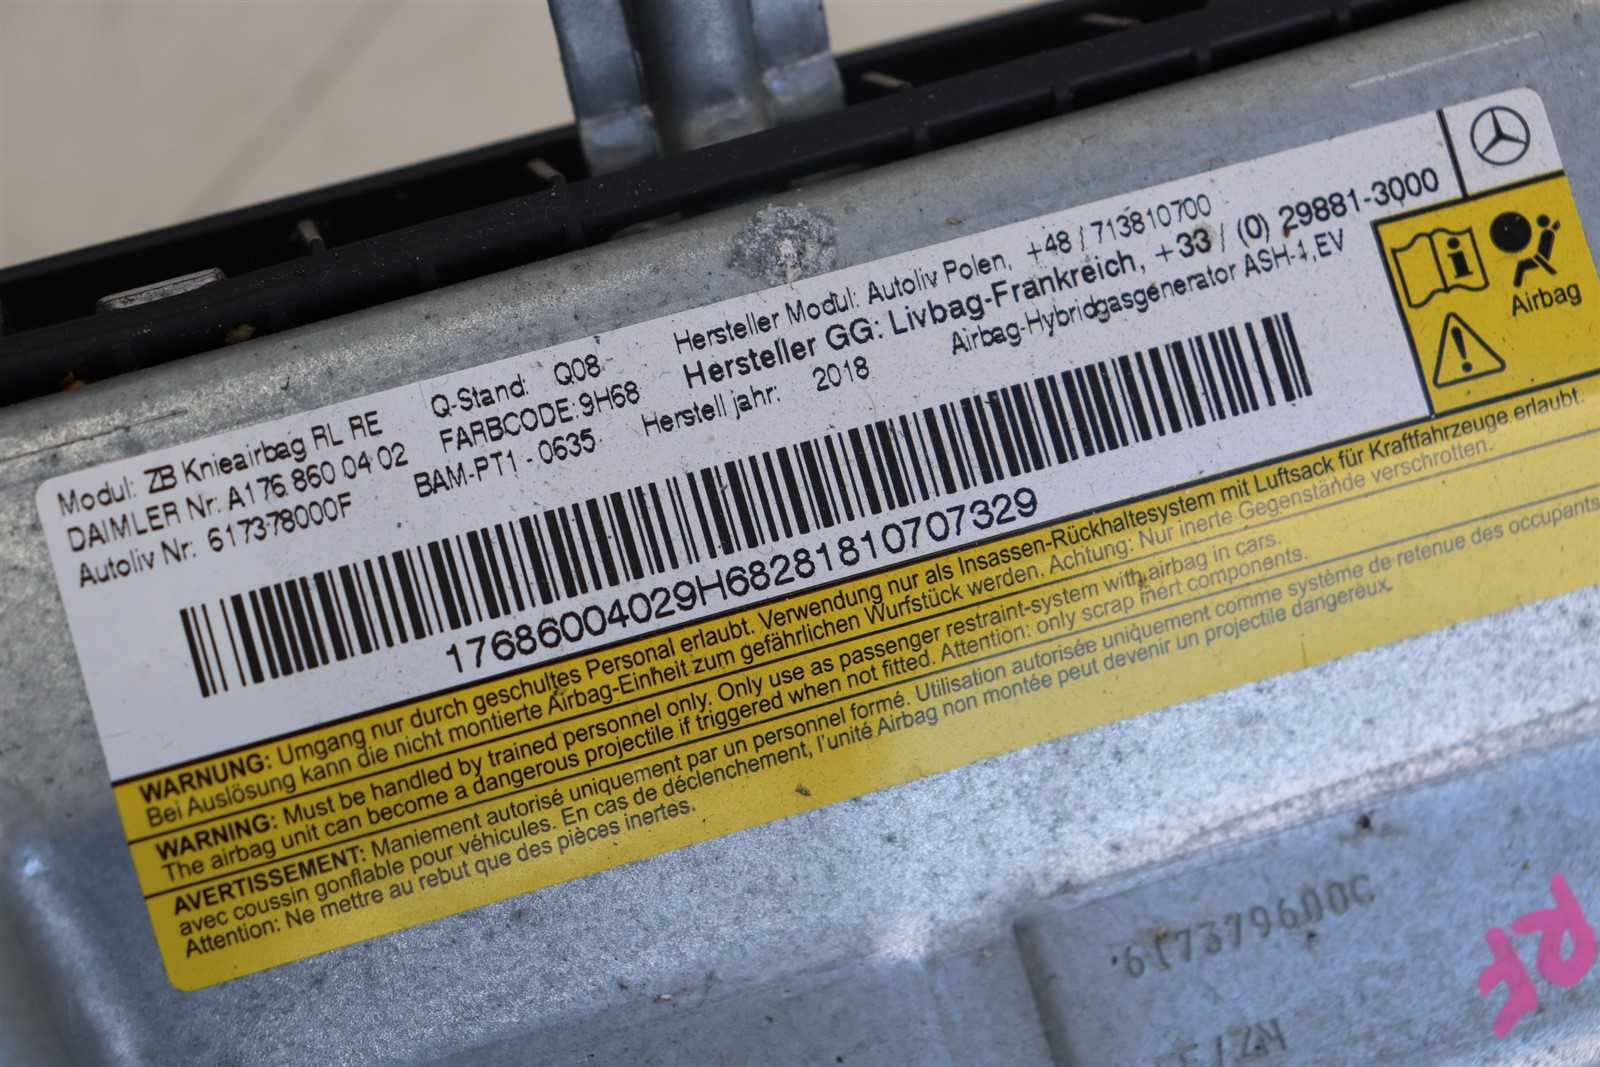 Modul: ZB Knieairbag RL RE
DAIMLER Nr: A176 860 04 02
Autoliv Nr: 617378000F
Q-Stand: Q08
FARBCODE: 9H68
BAM-PT1 - 0635
Hersteller Modul: Autoliv Polen, +48 / 713810700
Hersteller GG: Livbag-Frankreich, +33 / (0) 29881-3000
Herstell jahr: 2018 Airbag-Hybridgasgenerator ASH-1,EV
17686004029H68281810707329
Airbag
WARNUNG: Umgang nur durch geschultes Personal erlaubt. Verwendung nur als Insassen-Rückhaltesystem mit Luftsack für Kraftfahrzeuge erlaubt.
Bei Auslösung kann die nicht montierte Airbag-Einheit zum gefährlichen Wurfstück werden. Achtung: Nur inerte Gegenstände verschrotten.
WARNING: Must be handled by trained personnel only. Only use as passenger restraint-system with airbag in cars.
The airbag unit can become a dangerous projectile if triggered when not fitted. Attention: only scrap inert components.
AVERTISSEMENT: Maniement autorisé uniquement par un personnel formé. Utilisation autorisée uniquement comme système de retenue des occupants
avec coussin gonflable pour véhicules. En cas de déclenchement, l'unité Airbag non montée peut devenir un projectile dangereux.
Attention: Ne mettre au rebut que des pièces inertes.
617379600C
RF